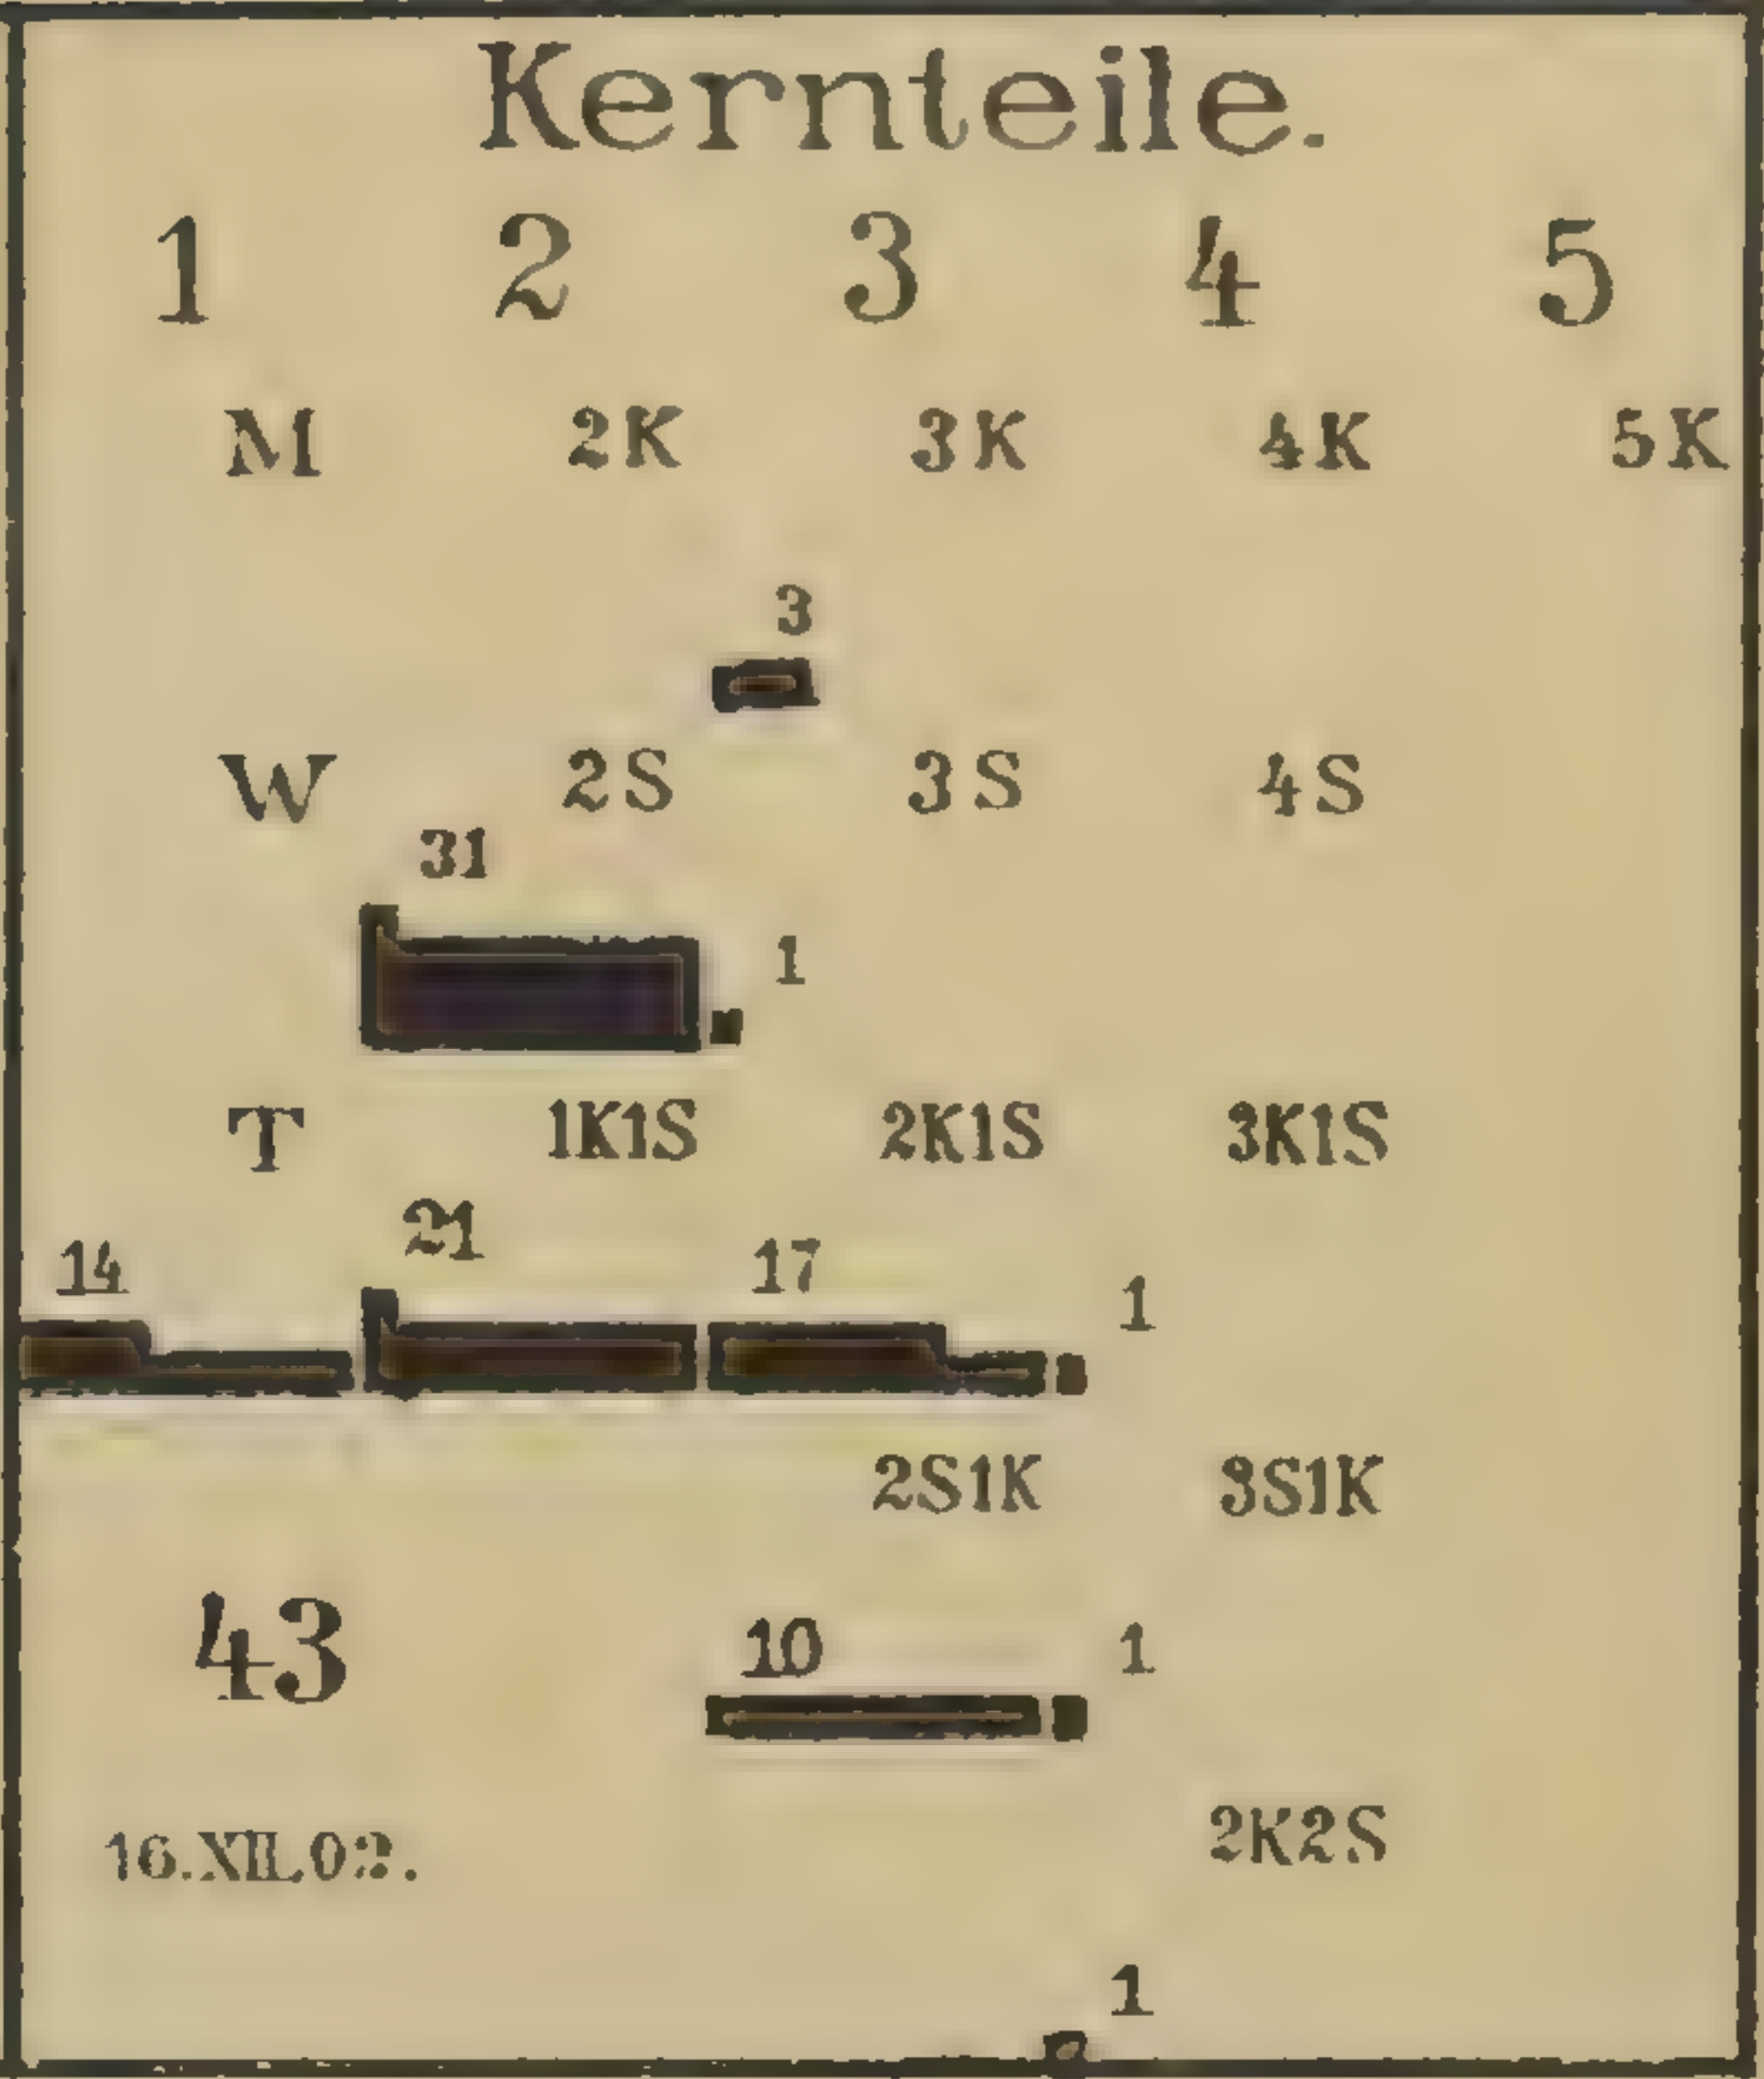 Kernteile.
1 2 3 4 5
M 2K 3K 4K 5K
3
W 2S 3S 4S
31 1
T 1K1S 2K1S 3K1S
14 21 17 1
2S1K 3S1K
43 10 1
16.XII.02. 2K2S
1